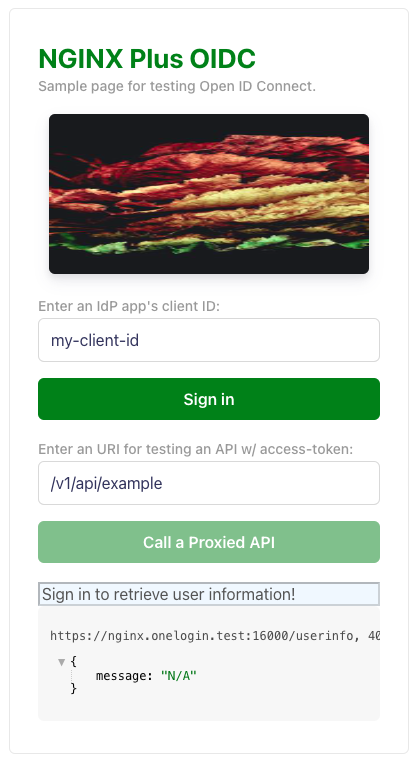 NGINX Plus OIDC
Sample page for testing Open ID Connect.
Enter an IdP app's client ID:
my-client-id
Sign in
Enter an URI for testing an API w/ access-token:
/v1/api/example
Call a Proxied API
Sign in to retrieve user information!
https://nginx.onelogin.test:16000/userinfo, 40
{
message: "N/A"
}